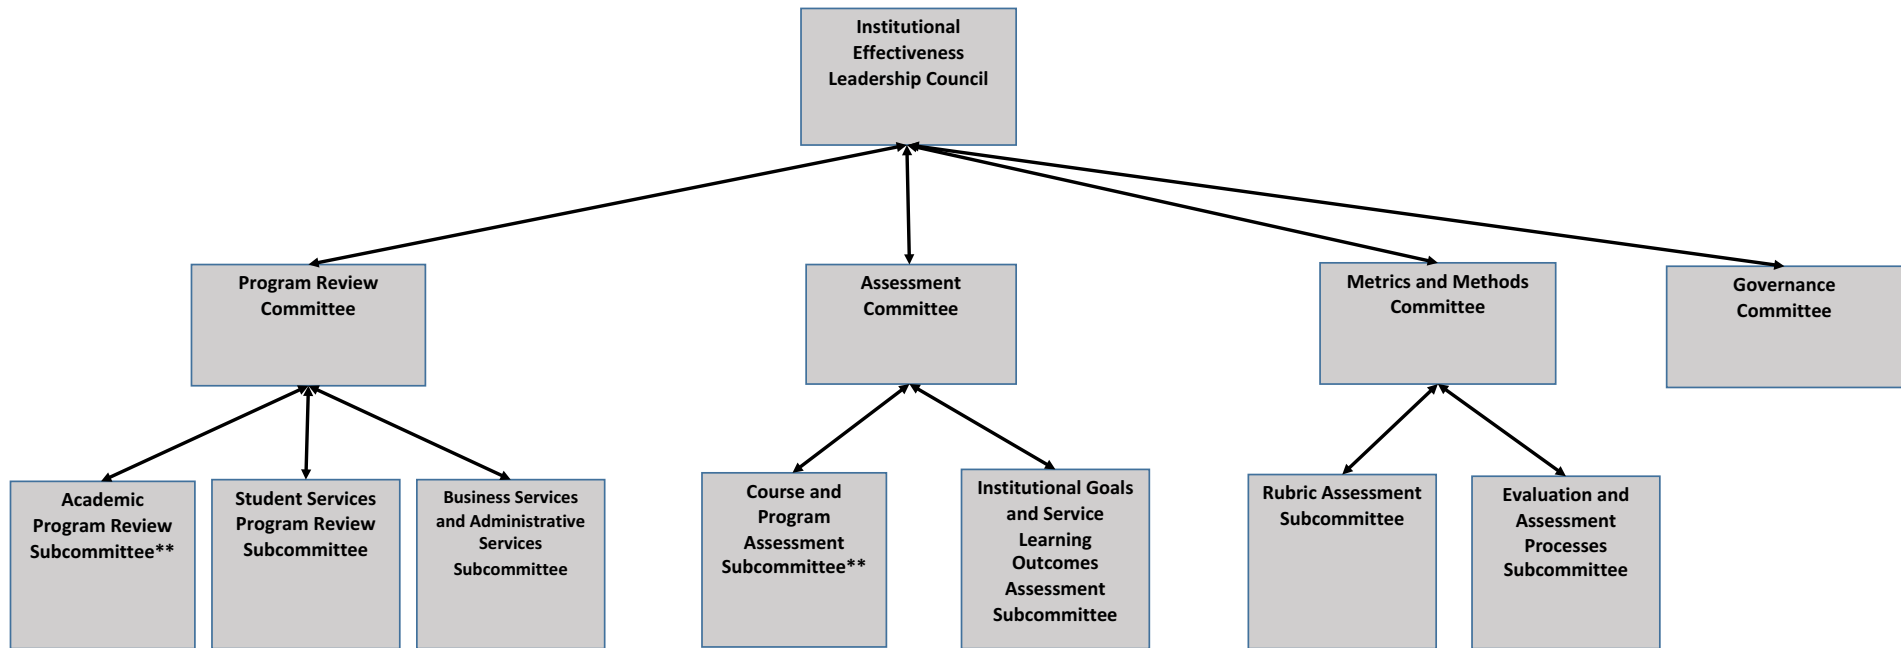 Institutional
Effectiveness
Leadership Council
Program Review
Committee
Assessment
Committee
Metrics and Methods
Committee
Governance
Committee
Academic
Program Review
Subcommittee**
Student Services
Program Review
Subcommittee
Business Services
and Administrative
Services
Subcommittee
Course and
Program
Assessment
Subcommittee**
Institutional Goals
and Service
Learning
Outcomes
Assessment
Subcommittee
Rubric Assessment
Subcommittee
Evaluation and
Assessment
Processes
Subcommittee